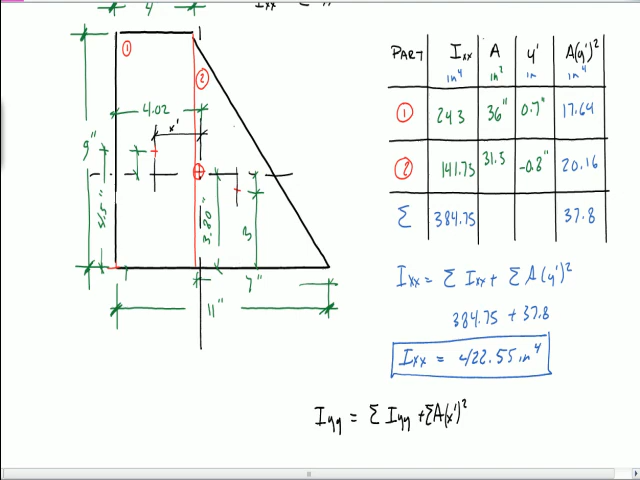 4
①
②
4.02
x'
9"
4.5"
3.80"
3
7"
11"
PART Ixx A y' A(y')²
in⁴ in² in in⁴
① 243 36" 0.7" 17.64
② 141.75 31.5 -0.8" 20.16
Σ 384.75 37.8
Ixx = Σ Ixx + Σ A(y')²
384.75 + 37.8
Ixx = 422.55 in⁴
Iyy = Σ Iyy + ΣA(x')²